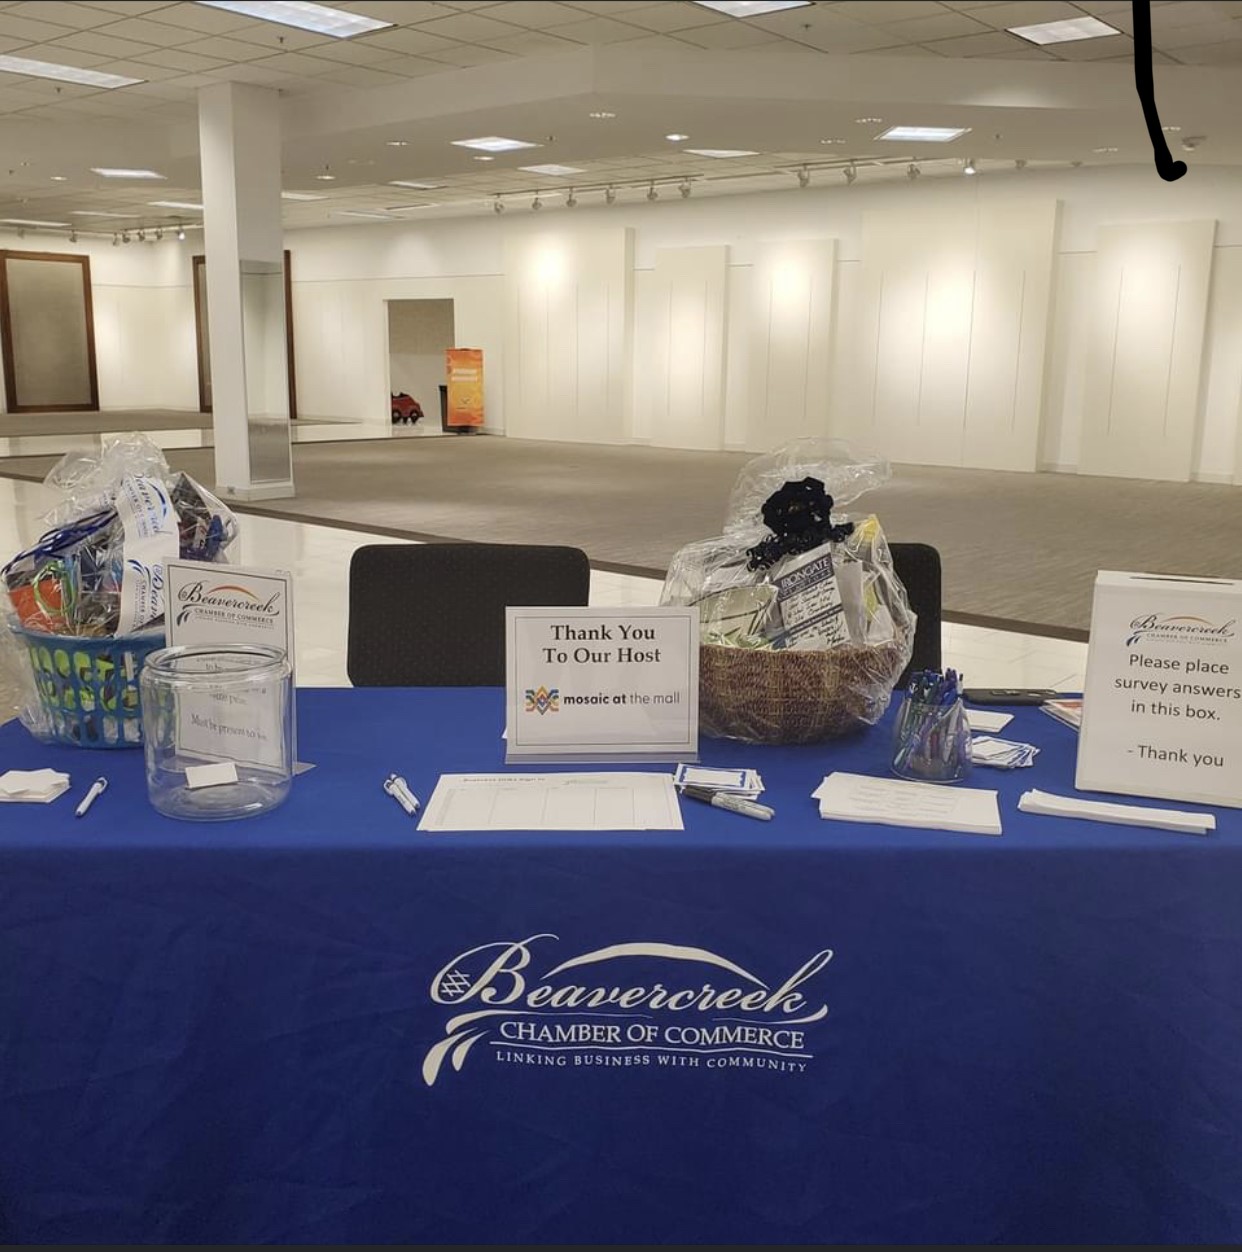 Beavercreek
CHAMBER OF COMMERCE
Must be present to win.
Thank You
To Our Host
mosaic at the mall
IRONGATE
Beavercreek
CHAMBER OF COMMERCE
Please place
survey answers
in this box.
- Thank you
Beavercreek
CHAMBER OF COMMERCE
LINKING BUSINESS WITH COMMUNITY